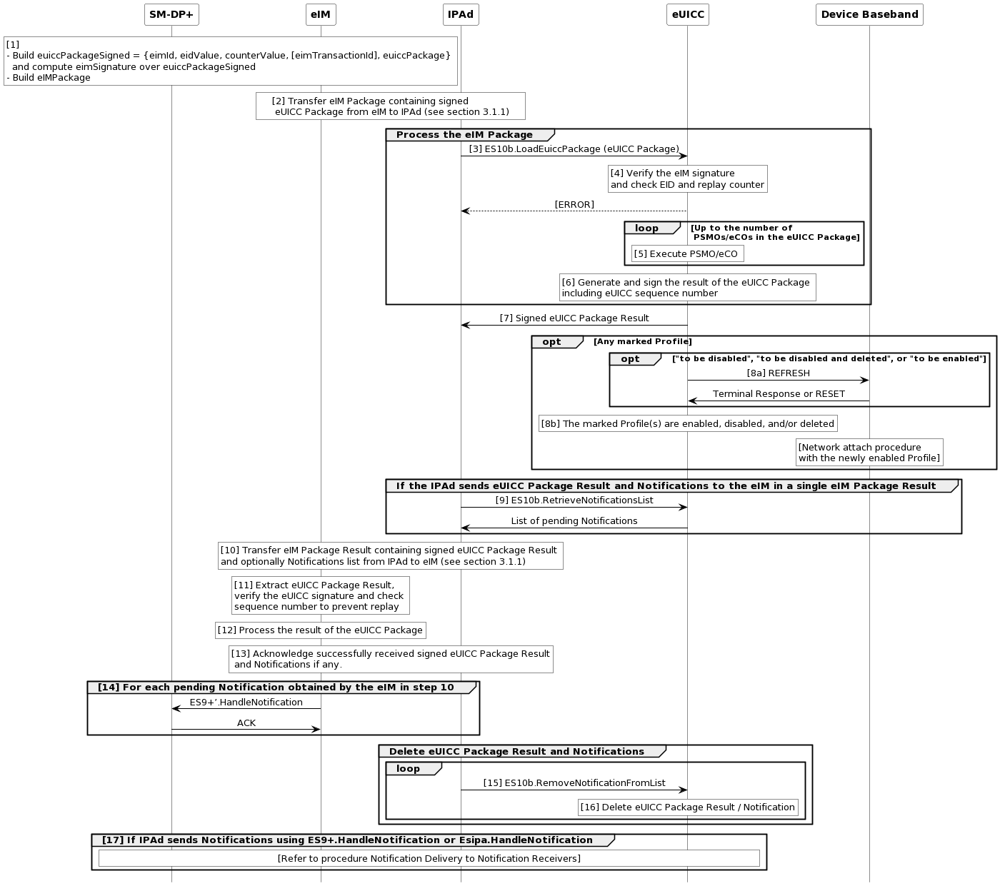 SM-DP+
eIM
IPAd
eUICC
Device Baseband
[1]
- Build euiccPackageSigned = {eimId, eidValue, counterValue, [eimTransactionId], euiccPackage}
and compute eimSignature over euiccPackageSigned
- Build eIMPackage
[2] Transfer eIM Package containing signed
eUICC Package from eIM to IPAd (see section 3.1.1)
Process the eIM Package
[3] ES10b.LoadEuiccPackage (eUICC Package)
[4] Verify the eIM signature
and check EID and replay counter
[ERROR]
loop
[Up to the number of
PSMOs/eCOs in the eUICC Package]
[5] Execute PSMO/eCO
[6] Generate and sign the result of the eUICC Package
including eUICC sequence number
[7] Signed eUICC Package Result
opt
[Any marked Profile]
opt
["to be disabled", "to be disabled and deleted", or "to be enabled"]
[8a] REFRESH
Terminal Response or RESET
[8b] The marked Profile(s) are enabled, disabled, and/or deleted
[Network attach procedure
with the newly enabled Profile]
If the IPAd sends eUICC Package Result and Notifications to the eIM in a single eIM Package Result
[9] ES10b.RetrieveNotificationsList
List of pending Notifications
[10] Transfer eIM Package Result containing signed eUICC Package Result
and optionally Notifications list from IPAd to eIM (see section 3.1.1)
[11] Extract eUICC Package Result,
verify the eUICC signature and check
sequence number to prevent replay
[12] Process the result of the eUICC Package
[13] Acknowledge successfully received signed eUICC Package Result
and Notifications if any.
[14] For each pending Notification obtained by the eIM in step 10
ES9+’.HandleNotification
ACK
Delete eUICC Package Result and Notifications
loop
[15] ES10b.RemoveNotificationFromList
[16] Delete eUICC Package Result / Notification
[17] If IPAd sends Notifications using ES9+.HandleNotification or Esipa.HandleNotification
[Refer to procedure Notification Delivery to Notification Receivers]